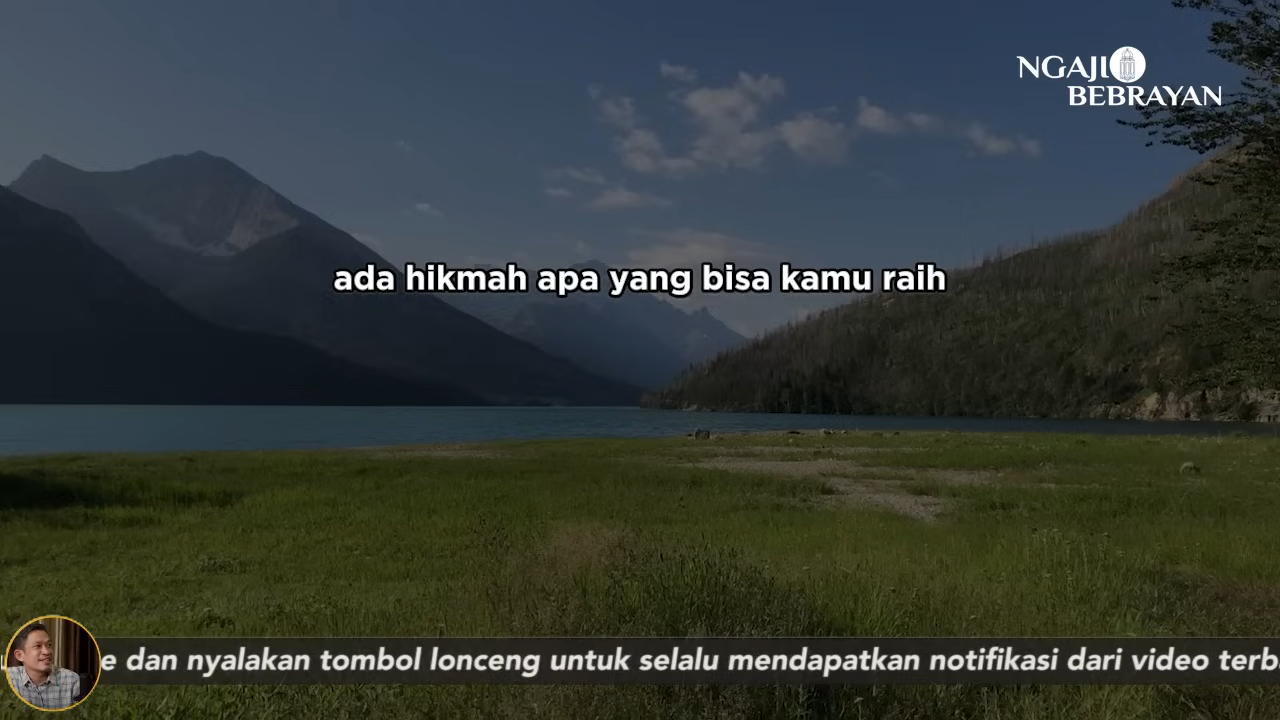 NGAJI
BEBRAYAN
ada hikmah apa yang bisa kamu raih
e dan nyalakan tombol lonceng untuk selalu mendapatkan notifikasi dari video terb